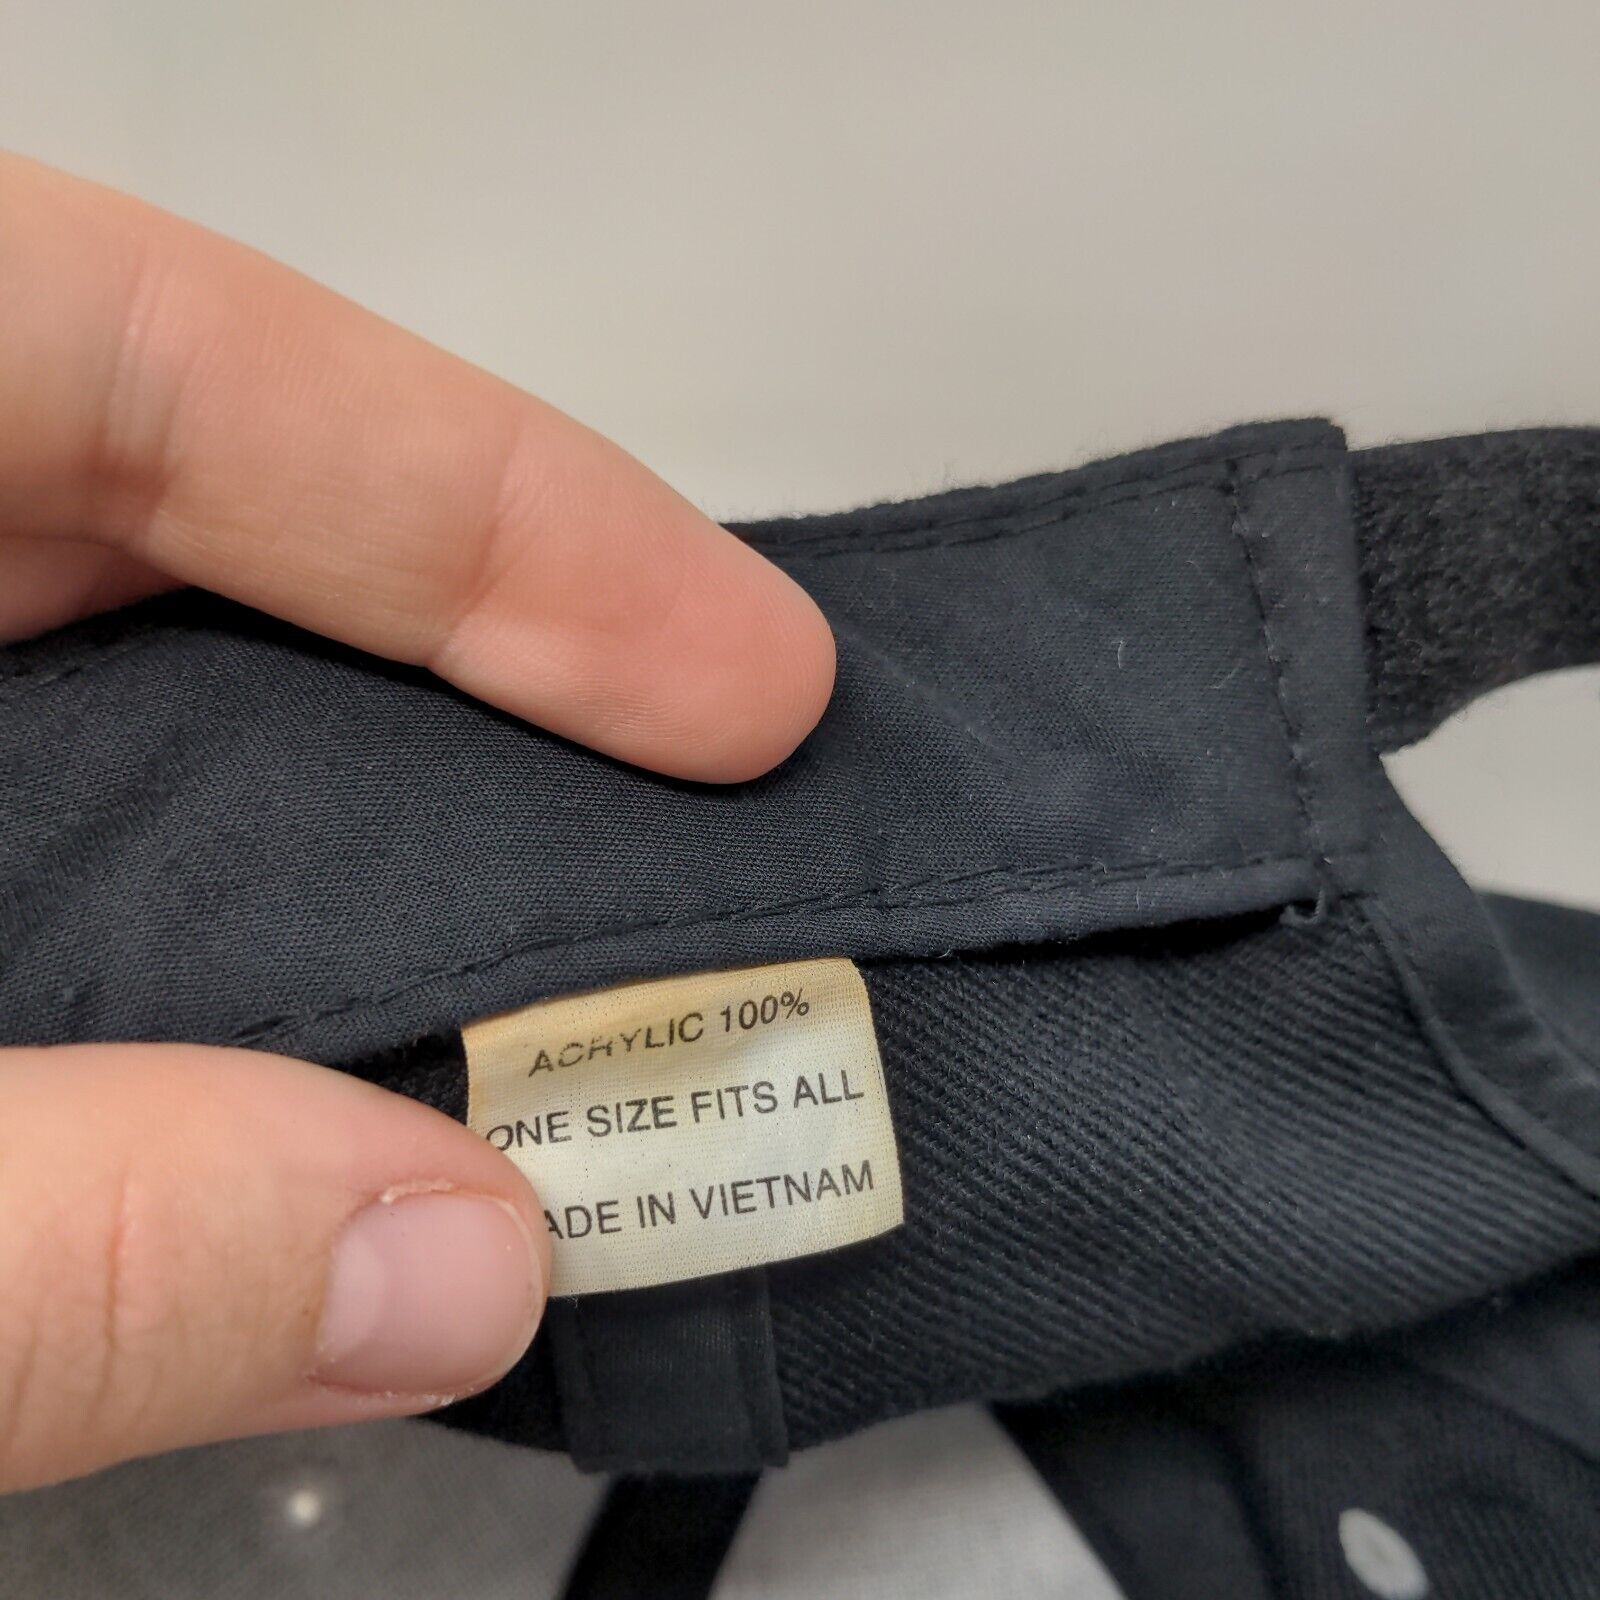 ACRYLIC 100%
ONE SIZE FITS ALL
ADE IN VIETNAM